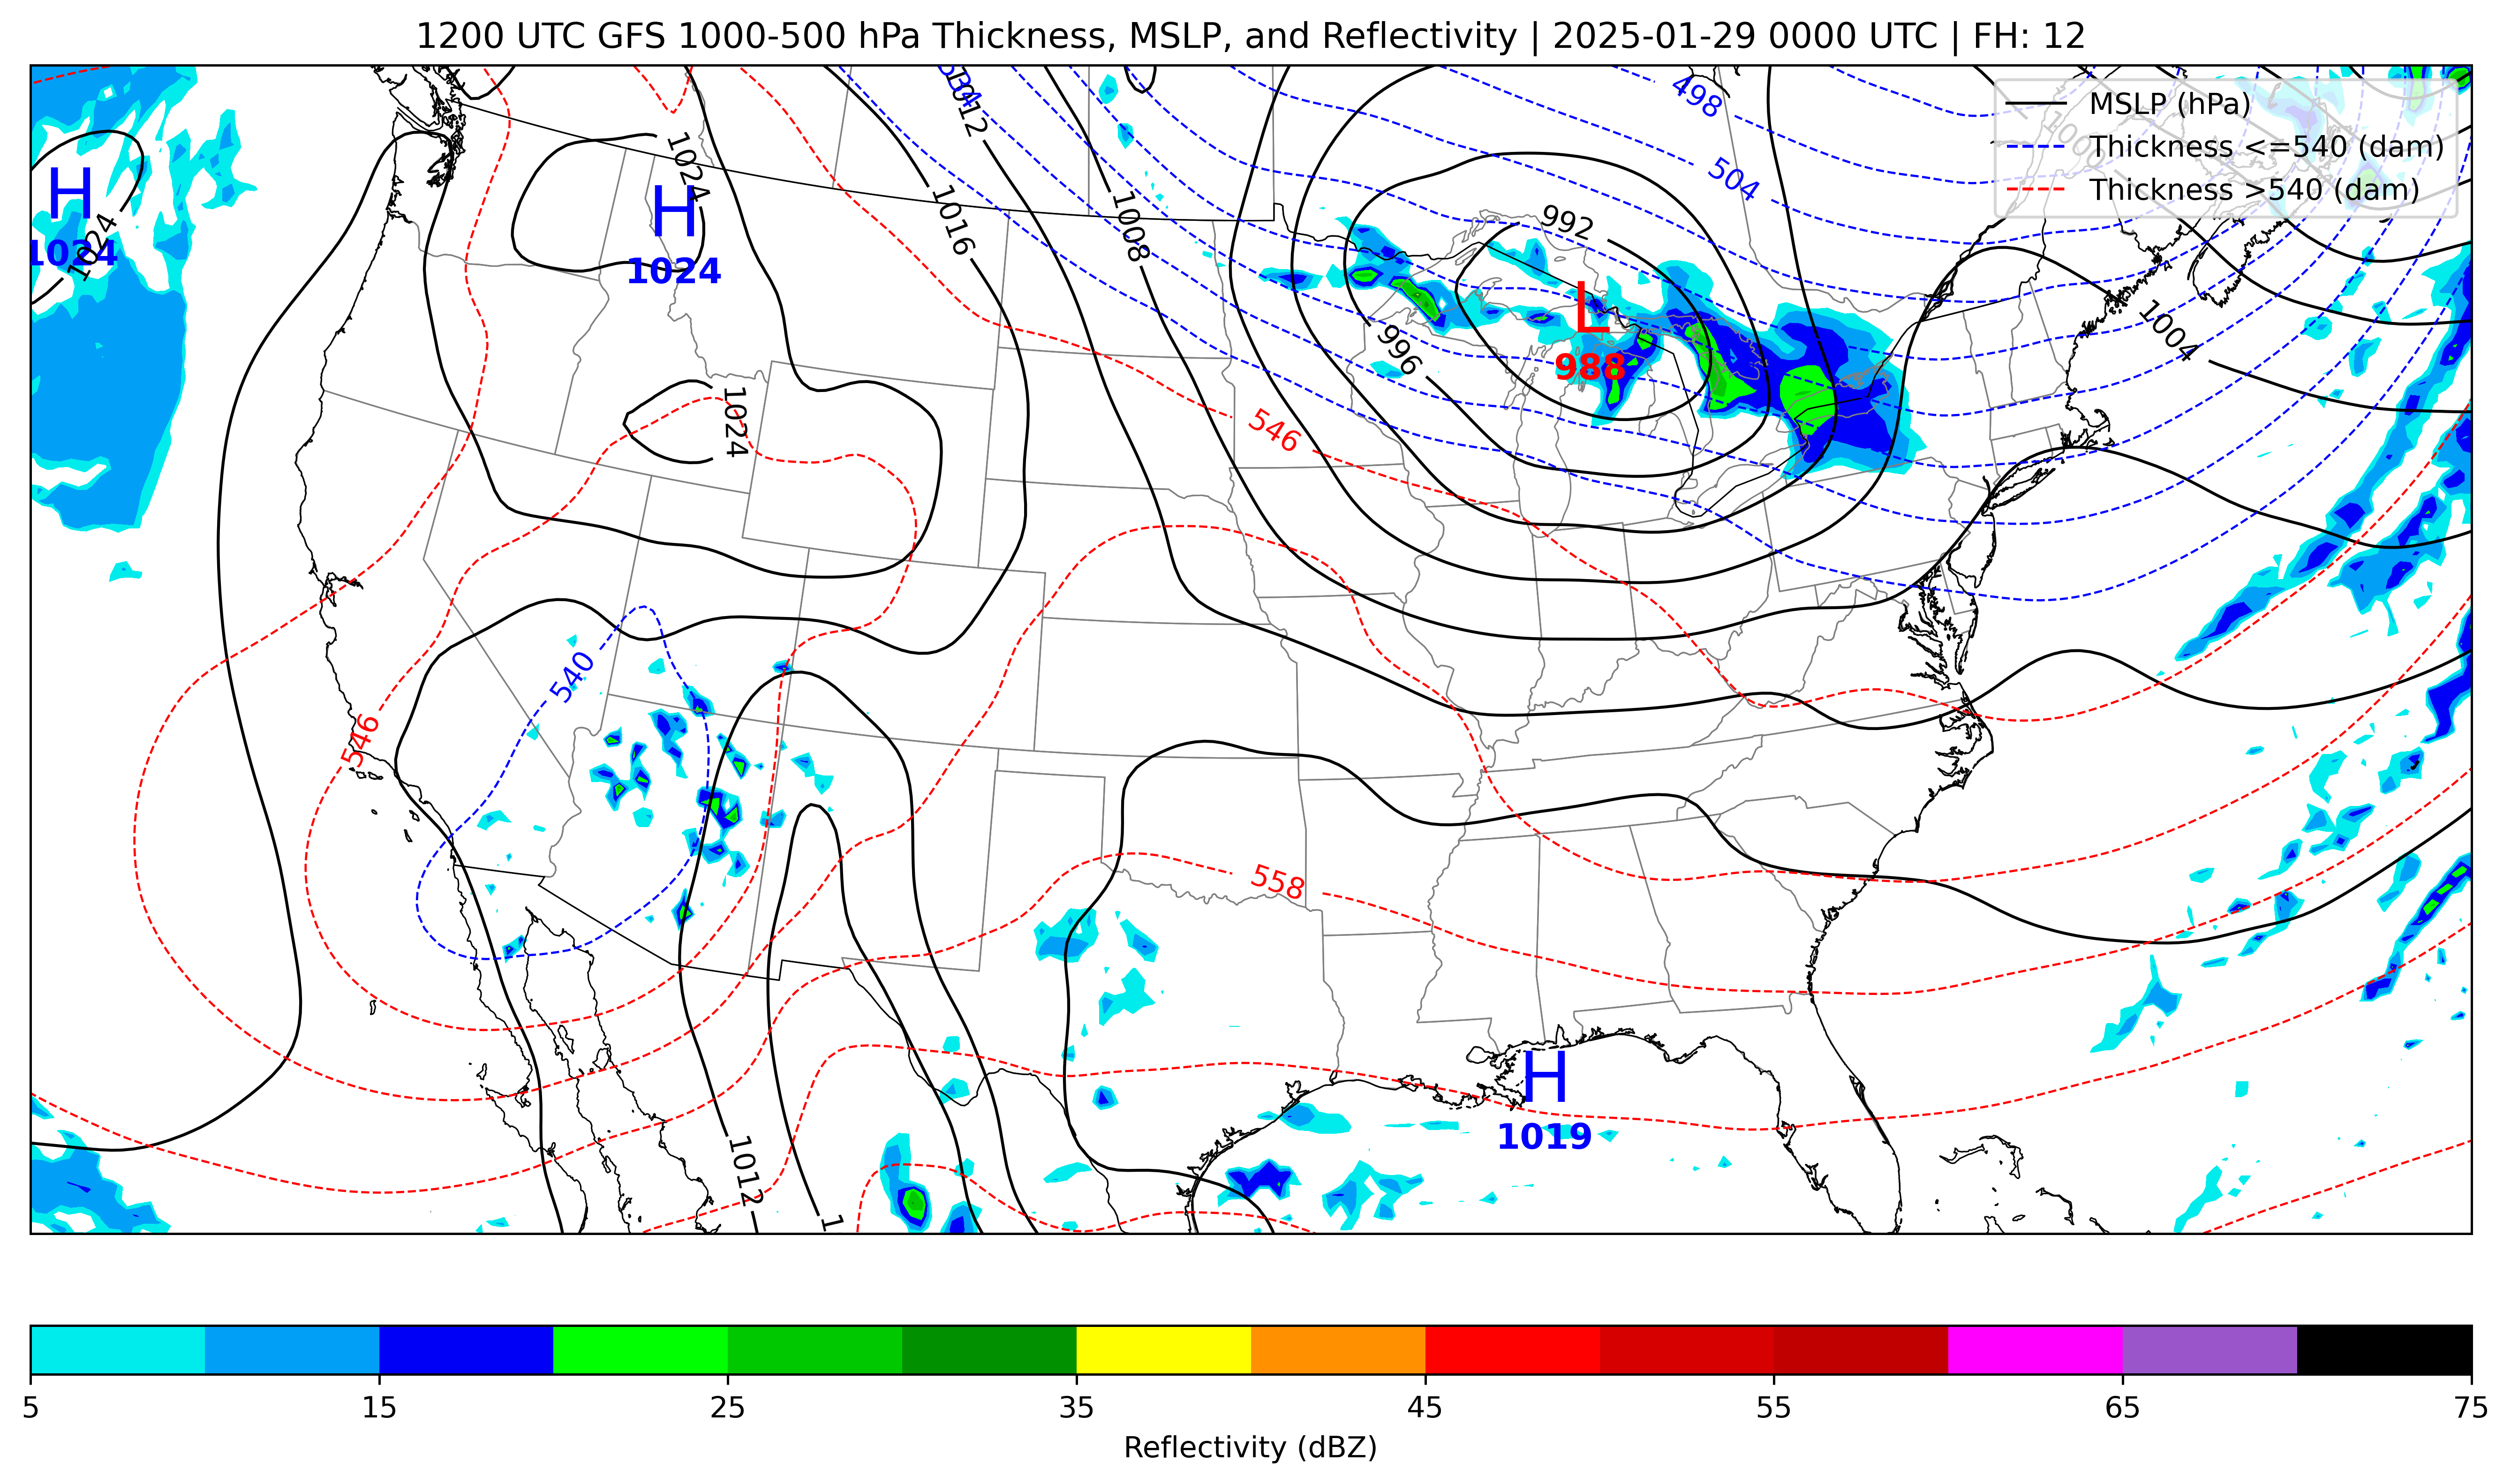 1200 UTC GFS 1000-500 hPa Thickness, MSLP, and Reflectivity | 2025-01-29 0000 UTC | FH: 12
MSLP (hPa)
Thickness <=540 (dam)
Thickness >540 (dam)
534
1012
498
1000
1024
504
H
1024
1024
H
1024
1016
1008
992
L
988
996
1004
1024
546
540
546
558
H
1019
1012
1
5 15 25 35 45 55 65 75
Reflectivity (dBZ)